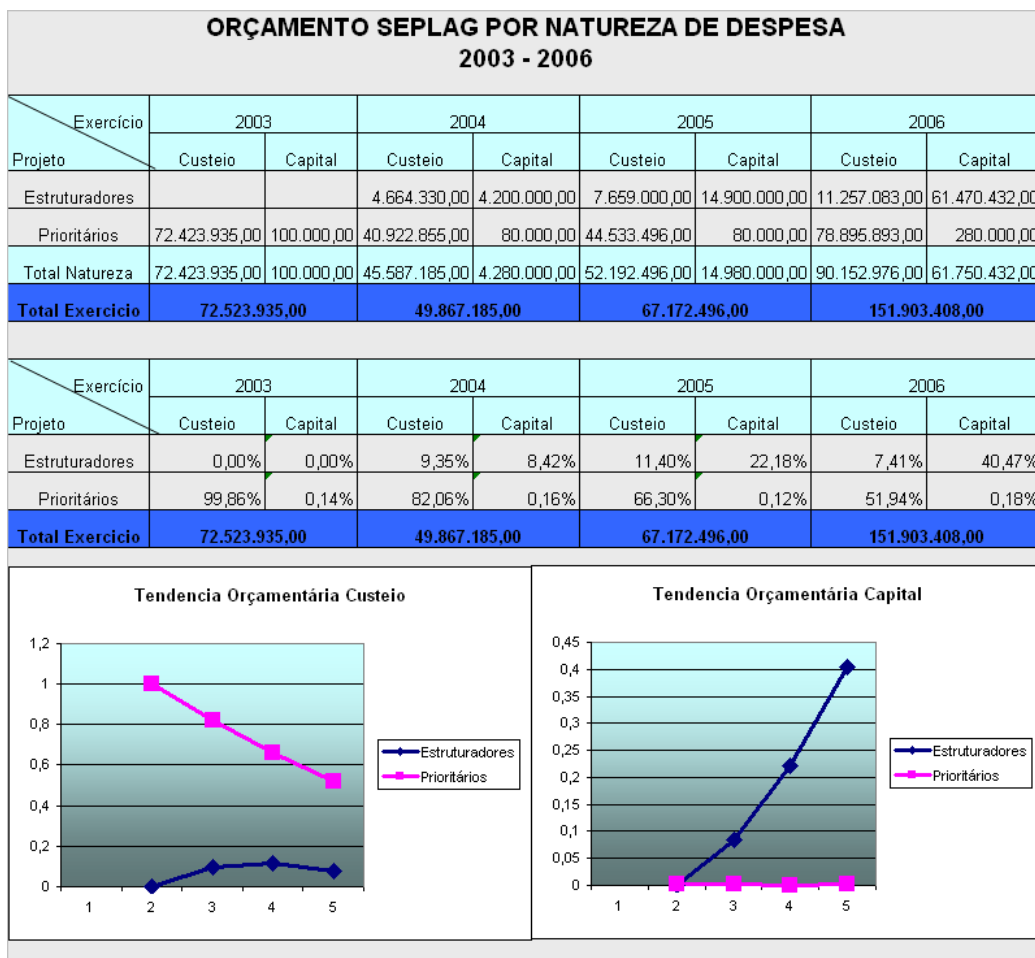 ORÇAMENTO SEPLAG POR NATUREZA DE DESPESA
2003 - 2006
Exercício 2003 2004 2005 2006
Projeto Custeio Capital Custeio Capital Custeio Capital Custeio Capital
Estruturadores 4.664.330,00 4.200.000,00 7.659.000,00 14.900.000,00 11.257.083,00 61.470.432,00
Prioritários 72.423.935,00 100.000,00 40.922.855,00 80.000,00 44.533.496,00 80.000,00 78.895.893,00 280.000,00
Total Natureza 72.423.935,00 100.000,00 45.587.185,00 4.280.000,00 52.192.496,00 14.980.000,00 90.152.976,00 61.750.432,00
Total Exercicio 72.523.935,00 49.867.185,00 67.172.496,00 151.903.408,00
Exercício 2003 2004 2005 2006
Projeto Custeio Capital Custeio Capital Custeio Capital Custeio Capital
Estruturadores 0,00% 0,00% 9,35% 8,42% 11,40% 22,18% 7,41% 40,47%
Prioritários 99,86% 0,14% 82,06% 0,16% 66,30% 0,12% 51,94% 0,18%
Total Exercicio 72.523.935,00 49.867.185,00 67.172.496,00 151.903.408,00
Tendencia Orçamentária Custeio
1,2
1
0,8
0,6
0,4
0,2
0
1 2 3 4 5
Estruturadores
Prioritários
Tendencia Orçamentária Capital
0,45
0,4
0,35
0,3
0,25
0,2
0,15
0,1
0,05
0
1 2 3 4 5
Estruturadores
Prioritários